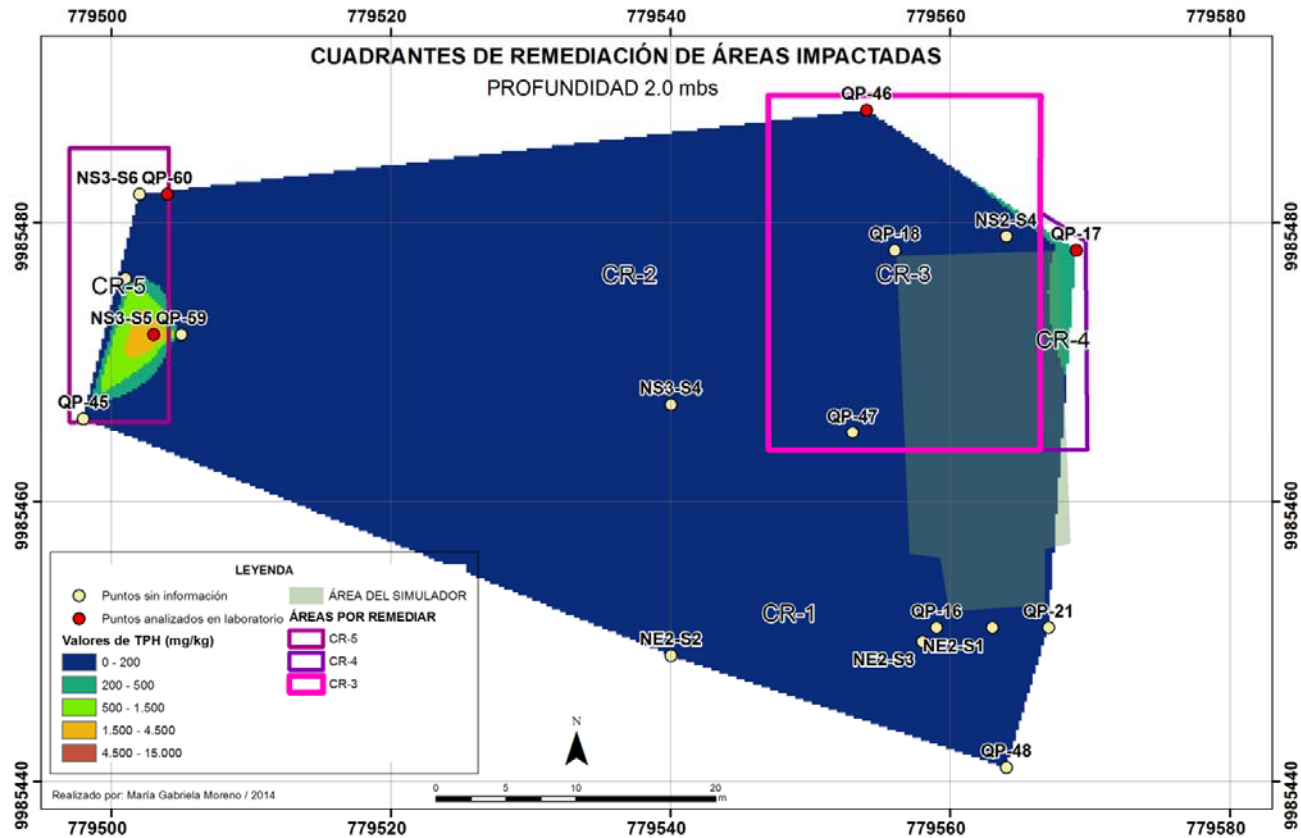 779500 779520 779540 779560 779580
CUADRANTES DE REMEDIACIÓN DE ÁREAS IMPACTADAS
PROFUNDIDAD 2.0 mbs
QP-46
NS3-S6 QP-60
9985480 9985480
NS2-S4
QP-18 QP-17
CR-5 CR-2 CR-3
NS3-S5 QP-59
CR-4
NS3-S4
QP-45
QP-47
9985460 9985460
CR-1
QP-16 QP-21
NE2-S2 NE2-S3 NE2-S1
QP-48
LEYENDA
Puntos sin información
Puntos analizados en laboratorio
Valores de TPH (mg/kg)
0 - 200
200 - 500
500 - 1.500
1.500 - 4.500
4.500 - 15.000
ÁREA DEL SIMULADOR
ÁREAS POR REMEDIAR
CR-5
CR-4
CR-3
N
9985440 9985440
Realizado por: María Gabriela Moreno / 2014
0 5 10 20
m
779500 779520 779540 779560 779580